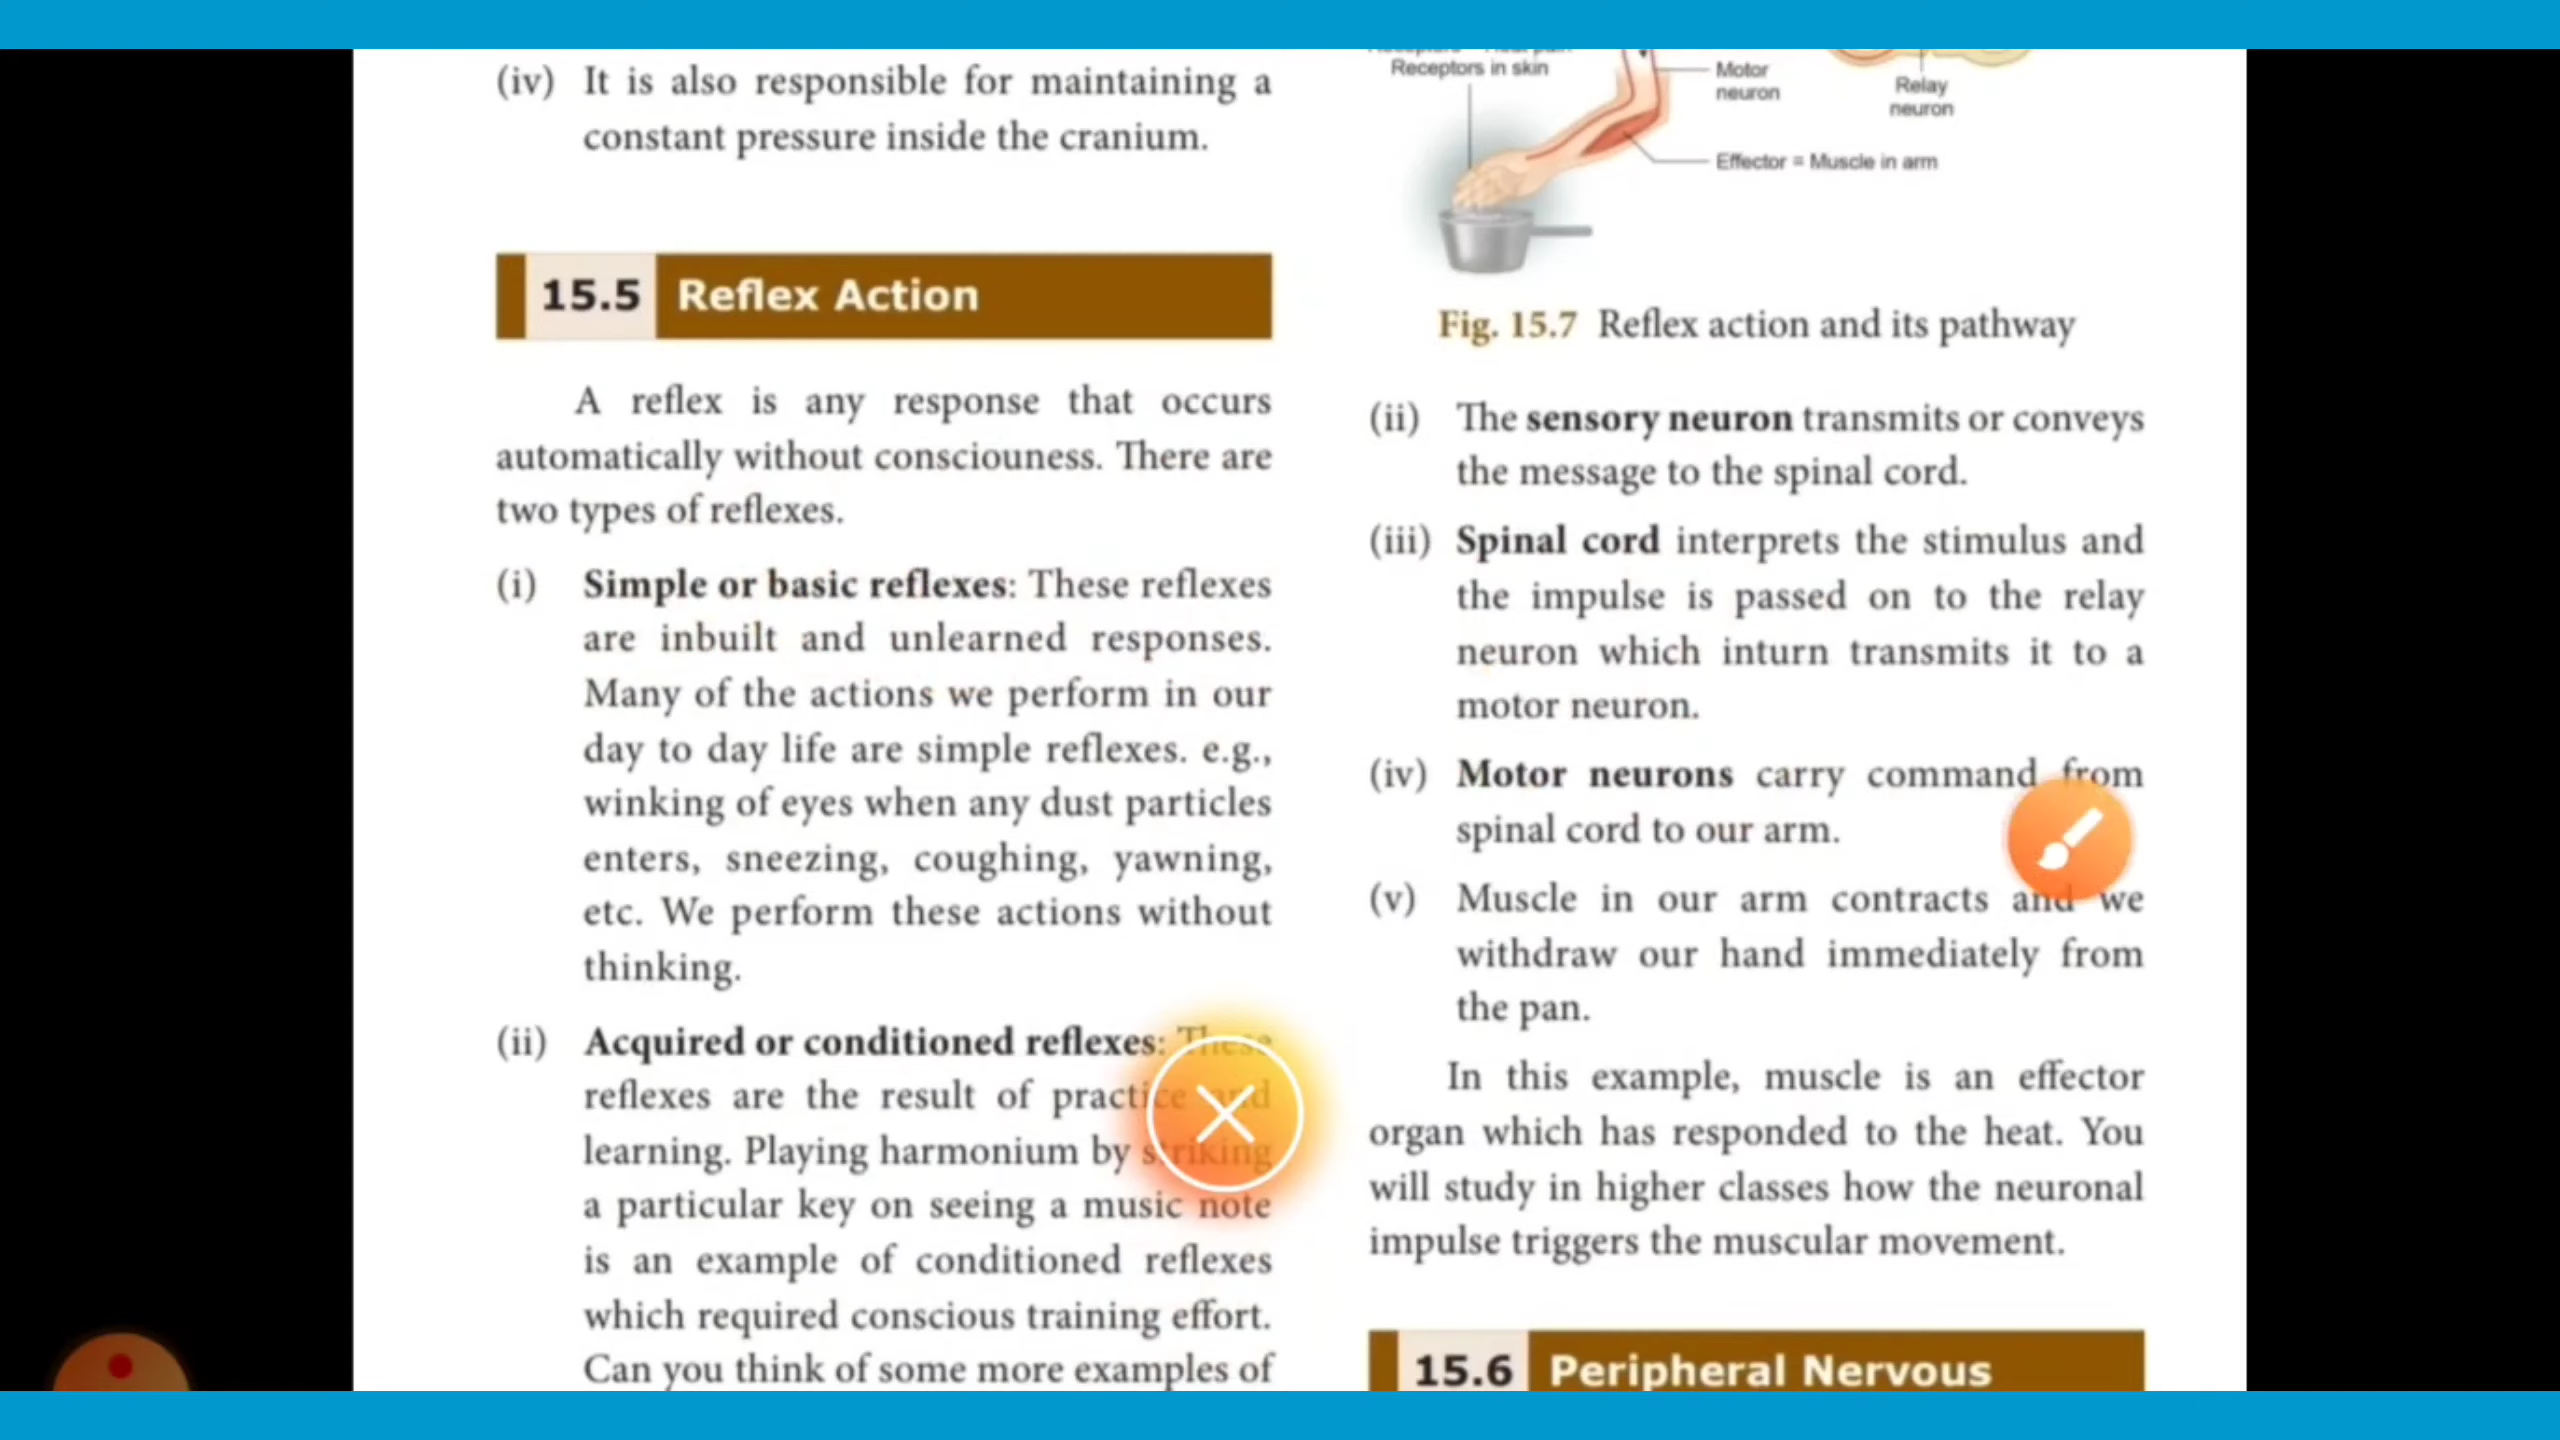 (iv) It is also responsible for maintaining a
constant pressure inside the cranium.
15.5 Reflex Action
A reflex is any response that occurs
automatically without consciouness. There are
two types of reflexes.
(i) Simple or basic reflexes: These reflexes
are inbuilt and unlearned responses.
Many of the actions we perform in our
day to day life are simple reflexes. e.g.,
winking of eyes when any dust particles
enters, sneezing, coughing, yawning,
etc. We perform these actions without
thinking.
(ii) Acquired or conditioned reflexes: These
reflexes are the result of practice and
learning. Playing harmonium by striking
a particular key on seeing a music note
is an example of conditioned reflexes
which required conscious training effort.
Can you think of some more examples of
Receptors in skin
Motor
neuron
Relay
neuron
Effector = Muscle in arm
Fig. 15.7 Reflex action and its pathway
(ii) The sensory neuron transmits or conveys
the message to the spinal cord.
(iii) Spinal cord interprets the stimulus and
the impulse is passed on to the relay
neuron which inturn transmits it to a
motor neuron.
(iv) Motor neurons carry command from
spinal cord to our arm.
(v) Muscle in our arm contracts and we
withdraw our hand immediately from
the pan.
In this example, muscle is an effector
organ which has responded to the heat. You
will study in higher classes how the neuronal
impulse triggers the muscular movement.
15.6 Peripheral Nervous